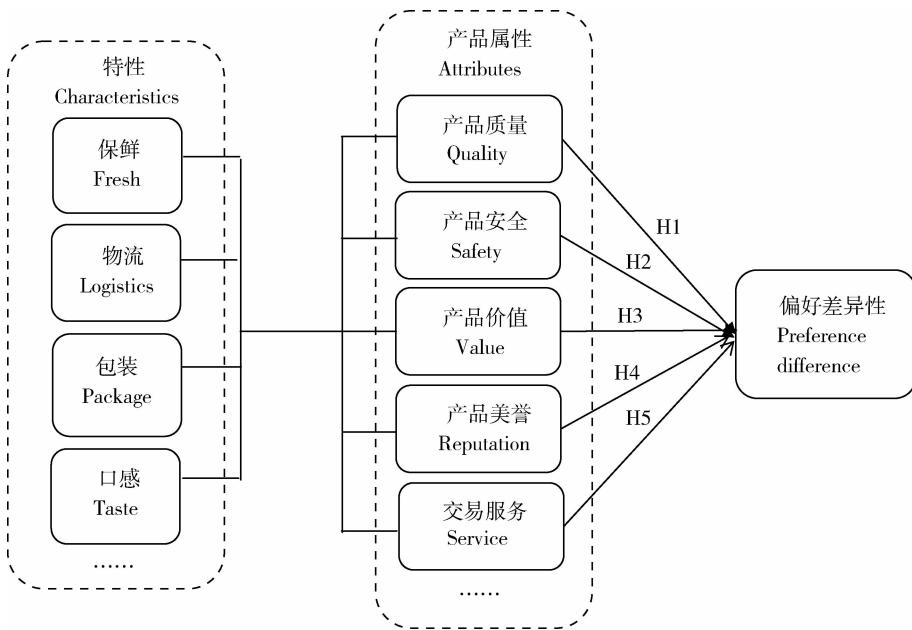 特性
Characteristics
保鲜
Fresh
物流
Logistics
包装
Package
口感
Taste
……
产品属性
Attributes
产品质量
Quality
产品安全
Safety
产品价值
Value
产品美誉
Reputation
交易服务
Service
……
H1
H2
H3
H4
H5
偏好差异性
Preference
difference